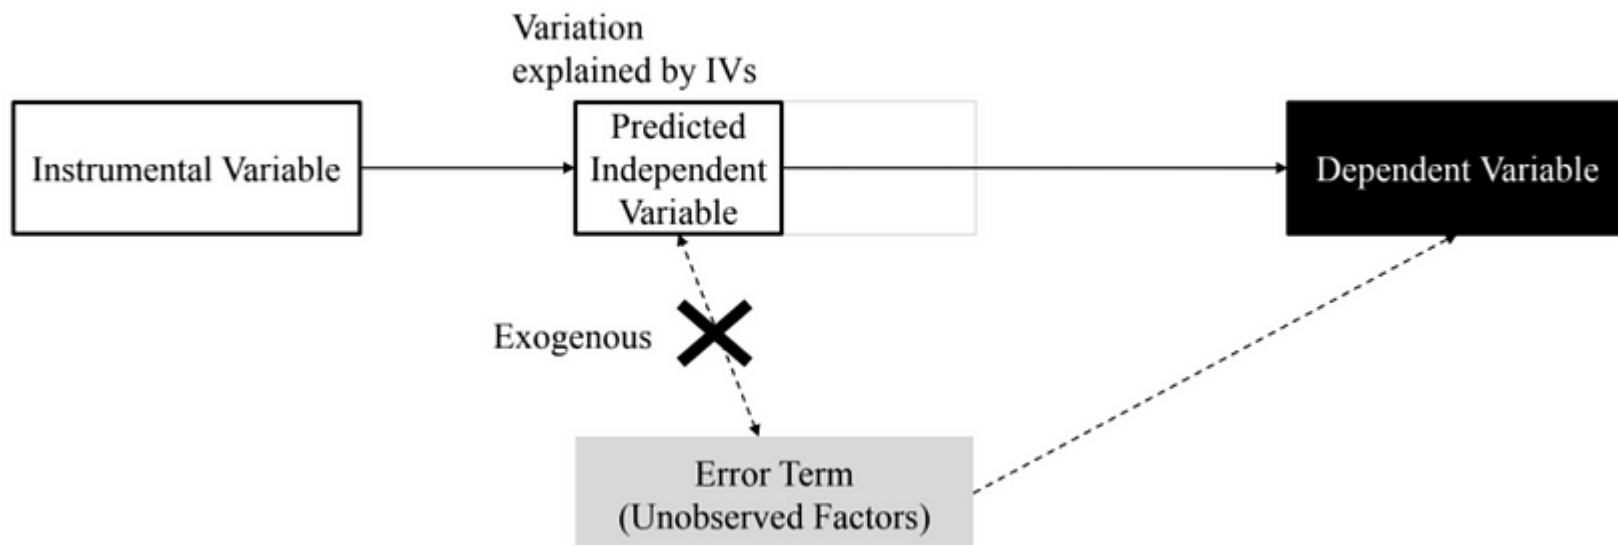 Variation
explained by IVs
Instrumental Variable
Predicted
Independent
Variable
Dependent Variable
Exogenous
Error Term
(Unobserved Factors)